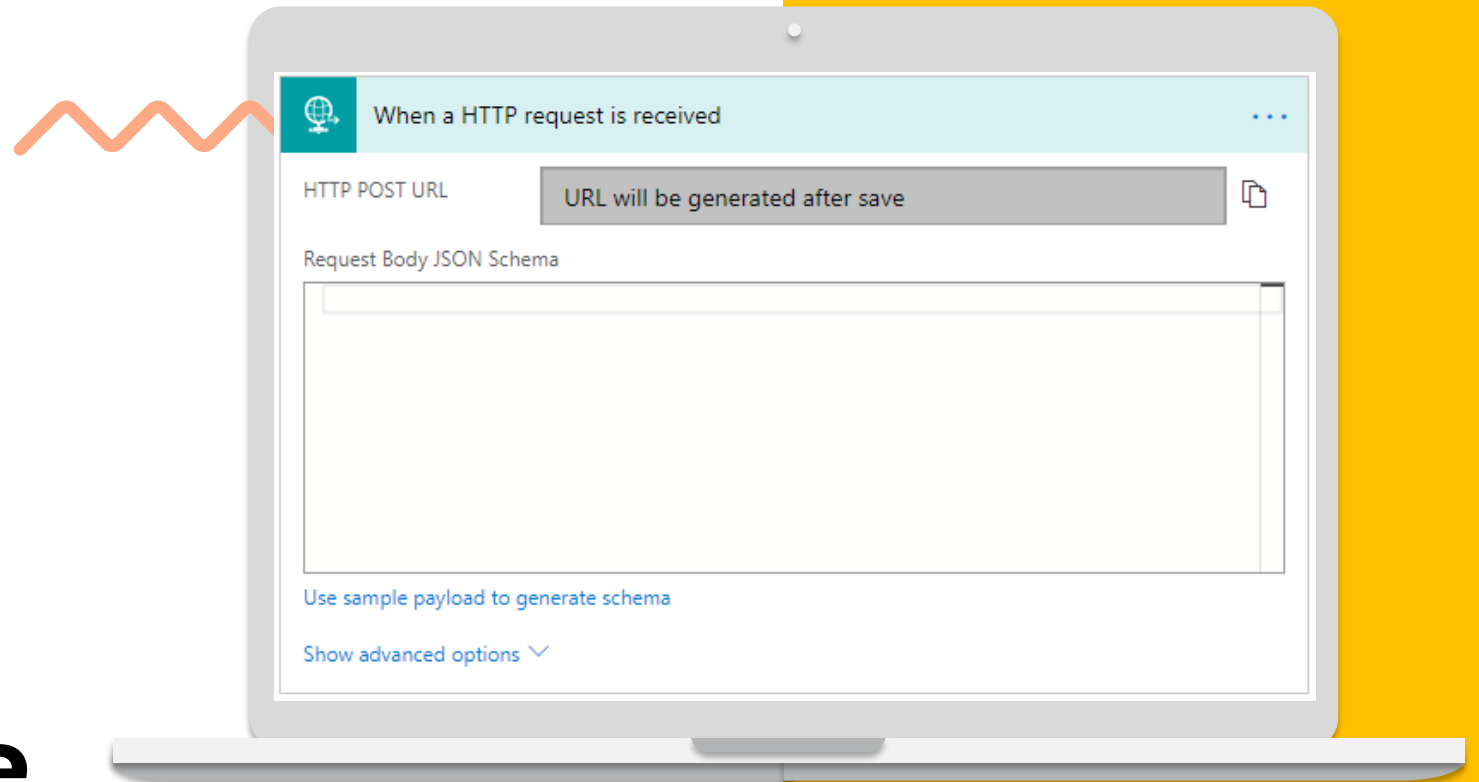 When a HTTP request is received
HTTP POST URL
URL will be generated after save
Request Body JSON Schema
Use sample payload to generate schema
Show advanced options
e